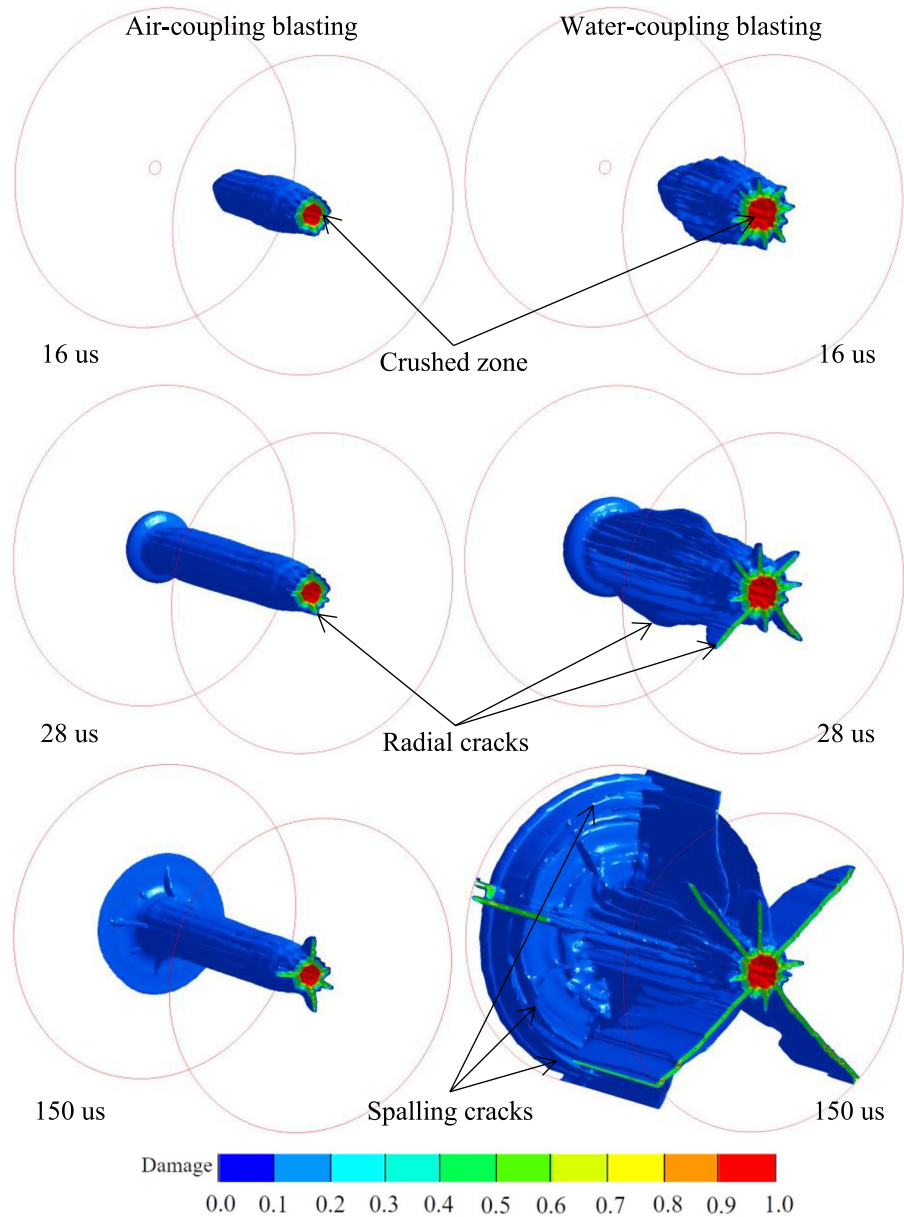 Air-coupling blasting
Water-coupling blasting
16 us
16 us
Crushed zone
28 us
28 us
Radial cracks
150 us
150 us
Spalling cracks
Damage
0.0 0.1 0.2 0.3 0.4 0.5 0.6 0.7 0.8 0.9 1.0